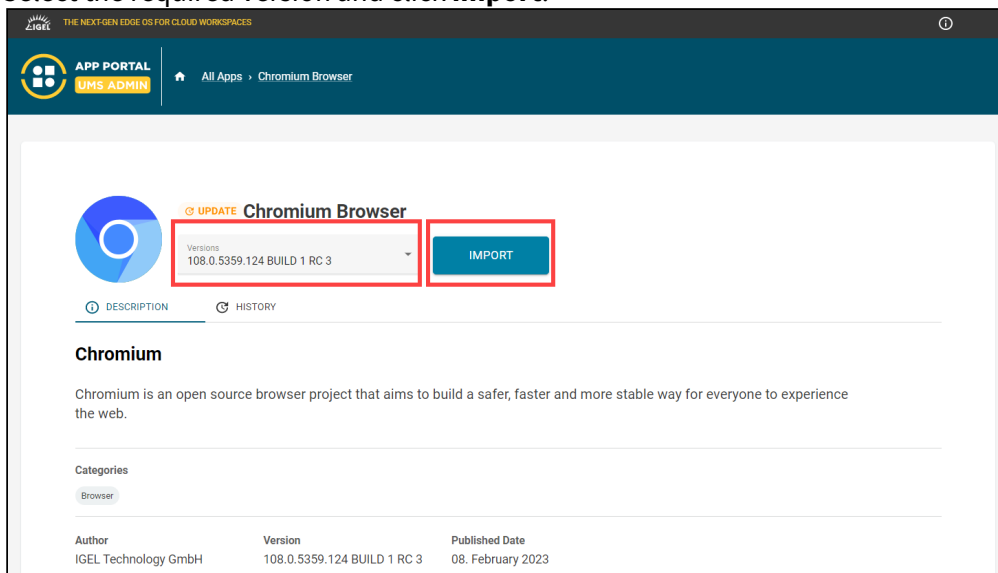 Select the required version and click Import.
IGEL THE NEXT-GEN EDGE OS FOR CLOUD WORKSPACES
APP PORTAL
UMS ADMIN
All Apps › Chromium Browser
UPDATE Chromium Browser
Versions
108.0.5359.124 BUILD 1 RC 3
IMPORT
DESCRIPTION HISTORY
Chromium
Chromium is an open source browser project that aims to build a safer, faster and more stable way for everyone to experience
the web.
Categories
Browser
Author Version Published Date
IGEL Technology GmbH 108.0.5359.124 BUILD 1 RC 3 08. February 2023